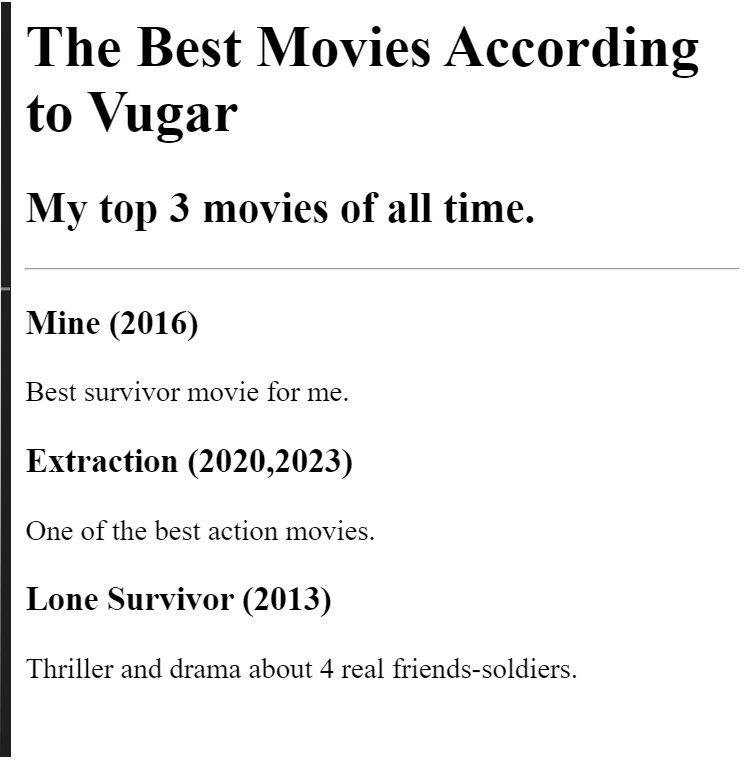 The Best Movies According
to Vugar
My top 3 movies of all time.
Mine (2016)
Best survivor movie for me.
Extraction (2020,2023)
One of the best action movies.
Lone Survivor (2013)
Thriller and drama about 4 real friends-soldiers.